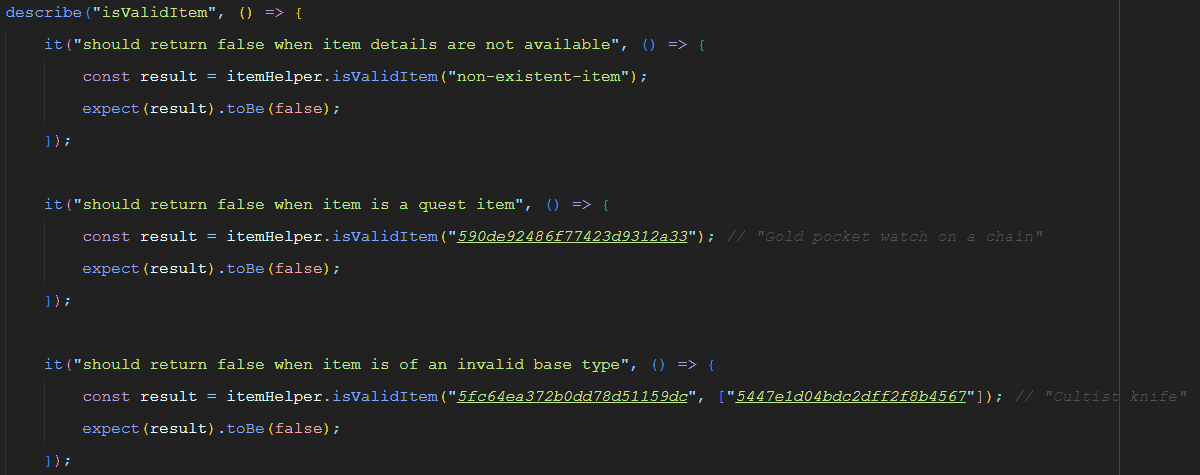 describe("isValidItem", () => {
it("should return false when item details are not available", () => {
const result = itemHelper.isValidItem("non-existent-item");
expect(result).toBe(false);
});
it("should return false when item is a quest item", () => {
const result = itemHelper.isValidItem("590de92486f77423d9312a33"); // "Gold pocket watch on a chain"
expect(result).toBe(false);
});
it("should return false when item is of an invalid base type", () => {
const result = itemHelper.isValidItem("5fc64ea372b0dd78d51159dc", ["5447e1d04bdc2dff2f8b4567"]); // "Cultist knife"
expect(result).toBe(false);
});